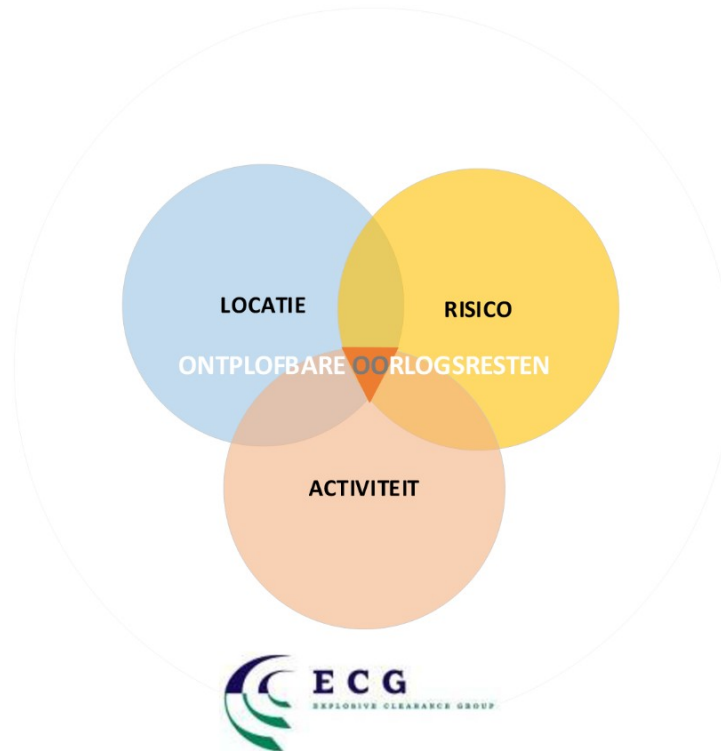 LOCATIE
RISICO
ONTPLOFBARE OORLOGSRESTEN
ACTIVITEIT
ECG
EXPLOSIVE CLEARANCE GROUP